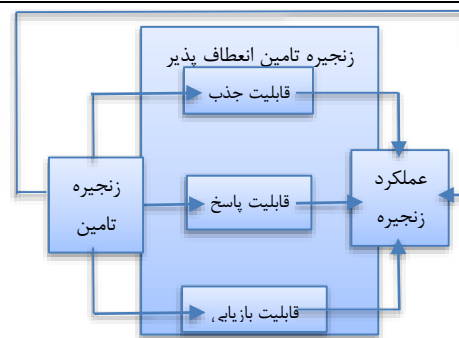 زنجیره تامین انعطاف پذیر
قابلیت جذب
زنجیره
تامین
قابلیت پاسخ
عملکرد
زنجیره
قابلیت بازیابی